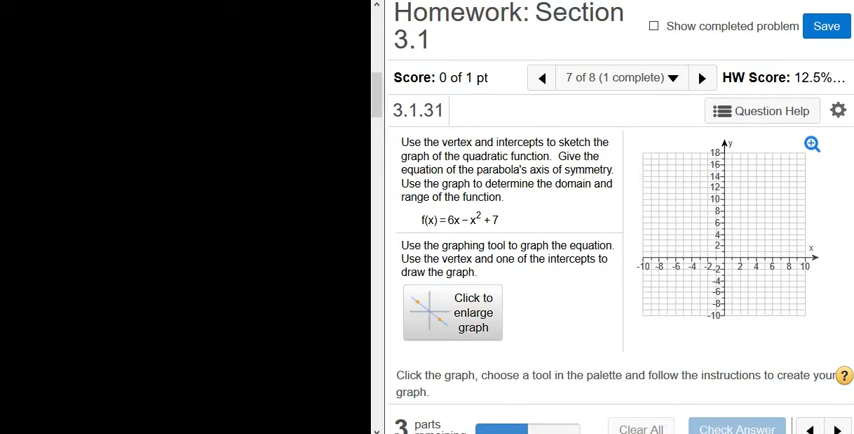 Homework: Section
3.1
Show completed problem
Save
Score: 0 of 1 pt
7 of 8 (1 complete)
HW Score: 12.5%...
3.1.31
Question Help
Use the vertex and intercepts to sketch the
graph of the quadratic function. Give the
equation of the parabola's axis of symmetry.
Use the graph to determine the domain and
range of the function.
f(x) = 6x − x² + 7
Use the graphing tool to graph the equation.
Use the vertex and one of the intercepts to
draw the graph.
Click to
enlarge
graph
y
18
16
14
12
10
8
6
4
2
x
-10 -8 -6 -4 -2 2 4 6 8 10
-2
-4
-6
-8
-10
Click the graph, choose a tool in the palette and follow the instructions to create your
graph.
?
3 parts
remaining
Clear All
Check Answer